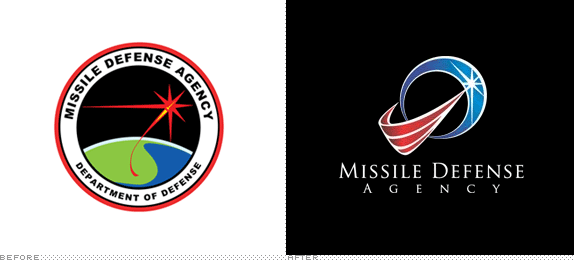 MISSILE DEFENSE AGENCY
DEPARTMENT OF DEFENSE
MISSILE DEFENSE
AGENCY
BEFORE
AFTER